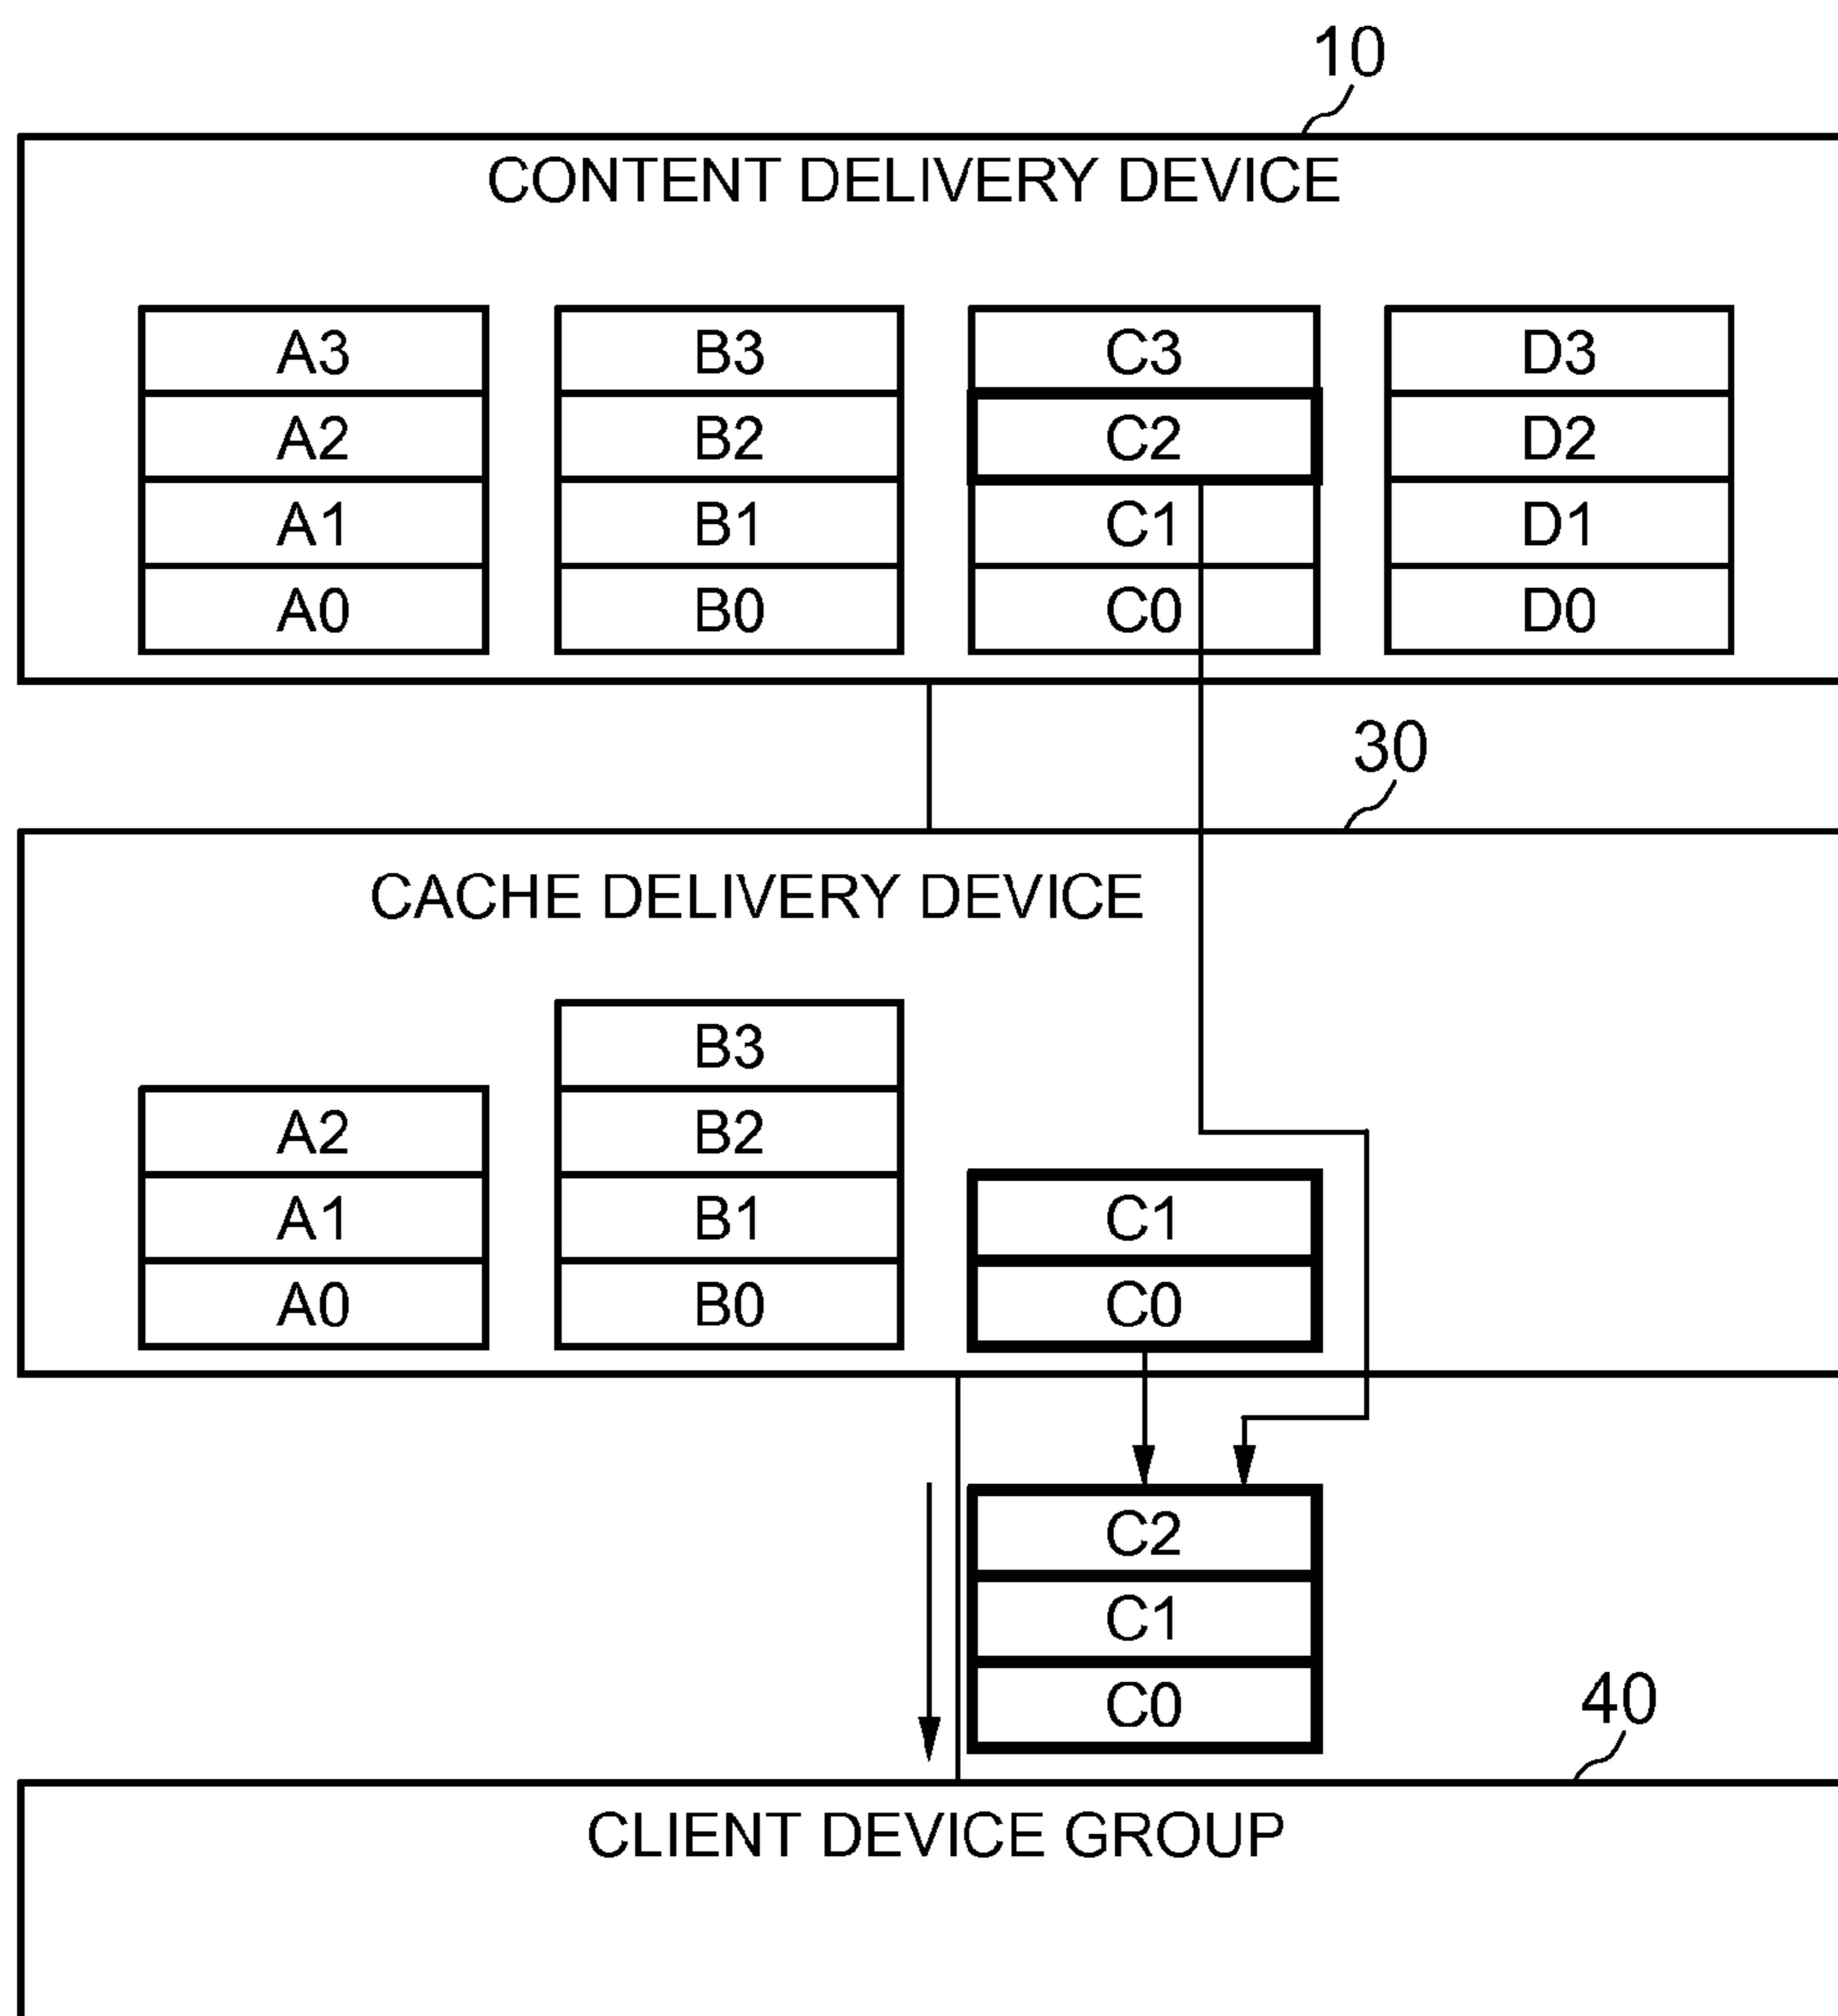 10
CONTENT DELIVERY DEVICE
A3 B3 C3 D3
A2 B2 C2 D2
A1 B1 C1 D1
A0 B0 C0 D0
30
CACHE DELIVERY DEVICE
B3
A2 B2
A1 B1 C1
A0 B0 C0
C2
C1
C0
40
CLIENT DEVICE GROUP